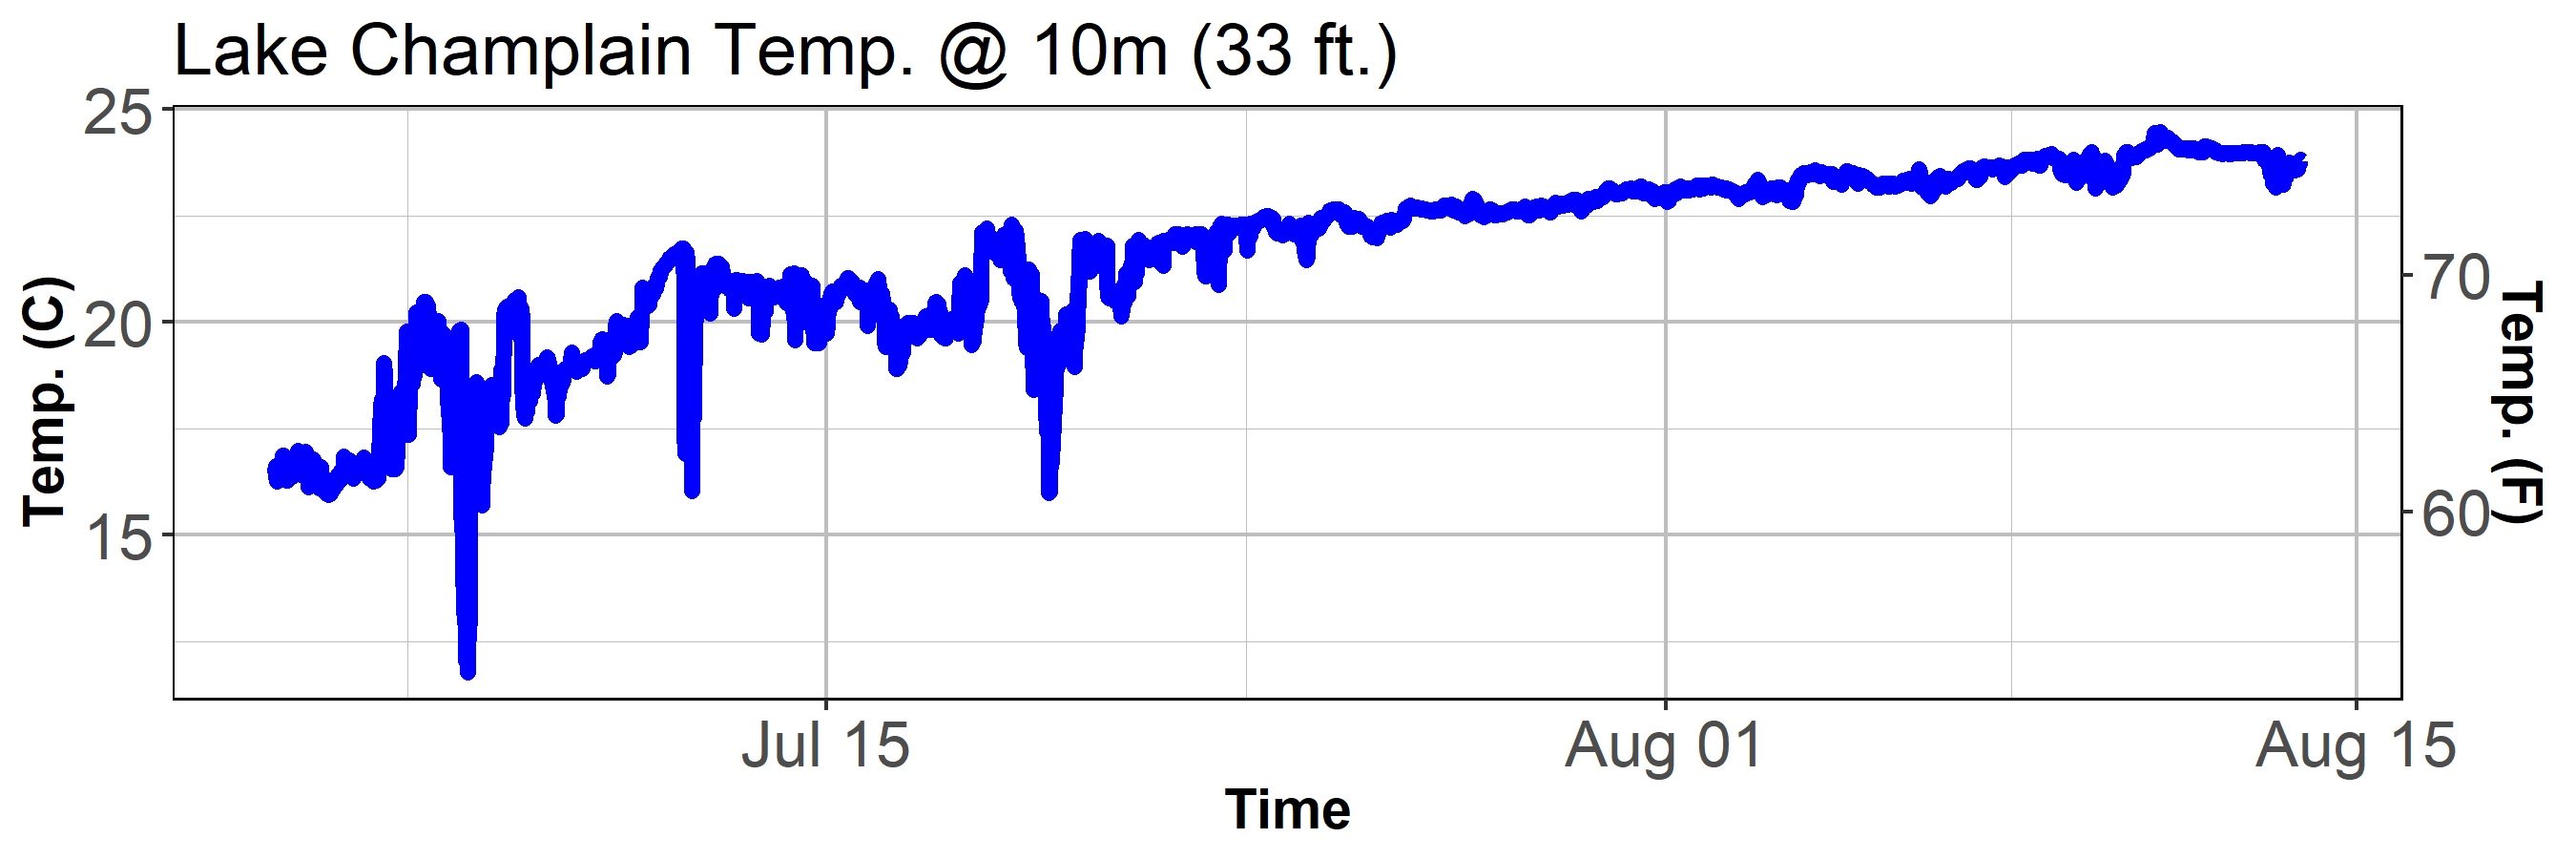 Lake Champlain Temp. @ 10m (33 ft.)
25
20
15
Temp. (C)
70
60
Temp. (F)
Jul 15
Aug 01
Aug 15
Time